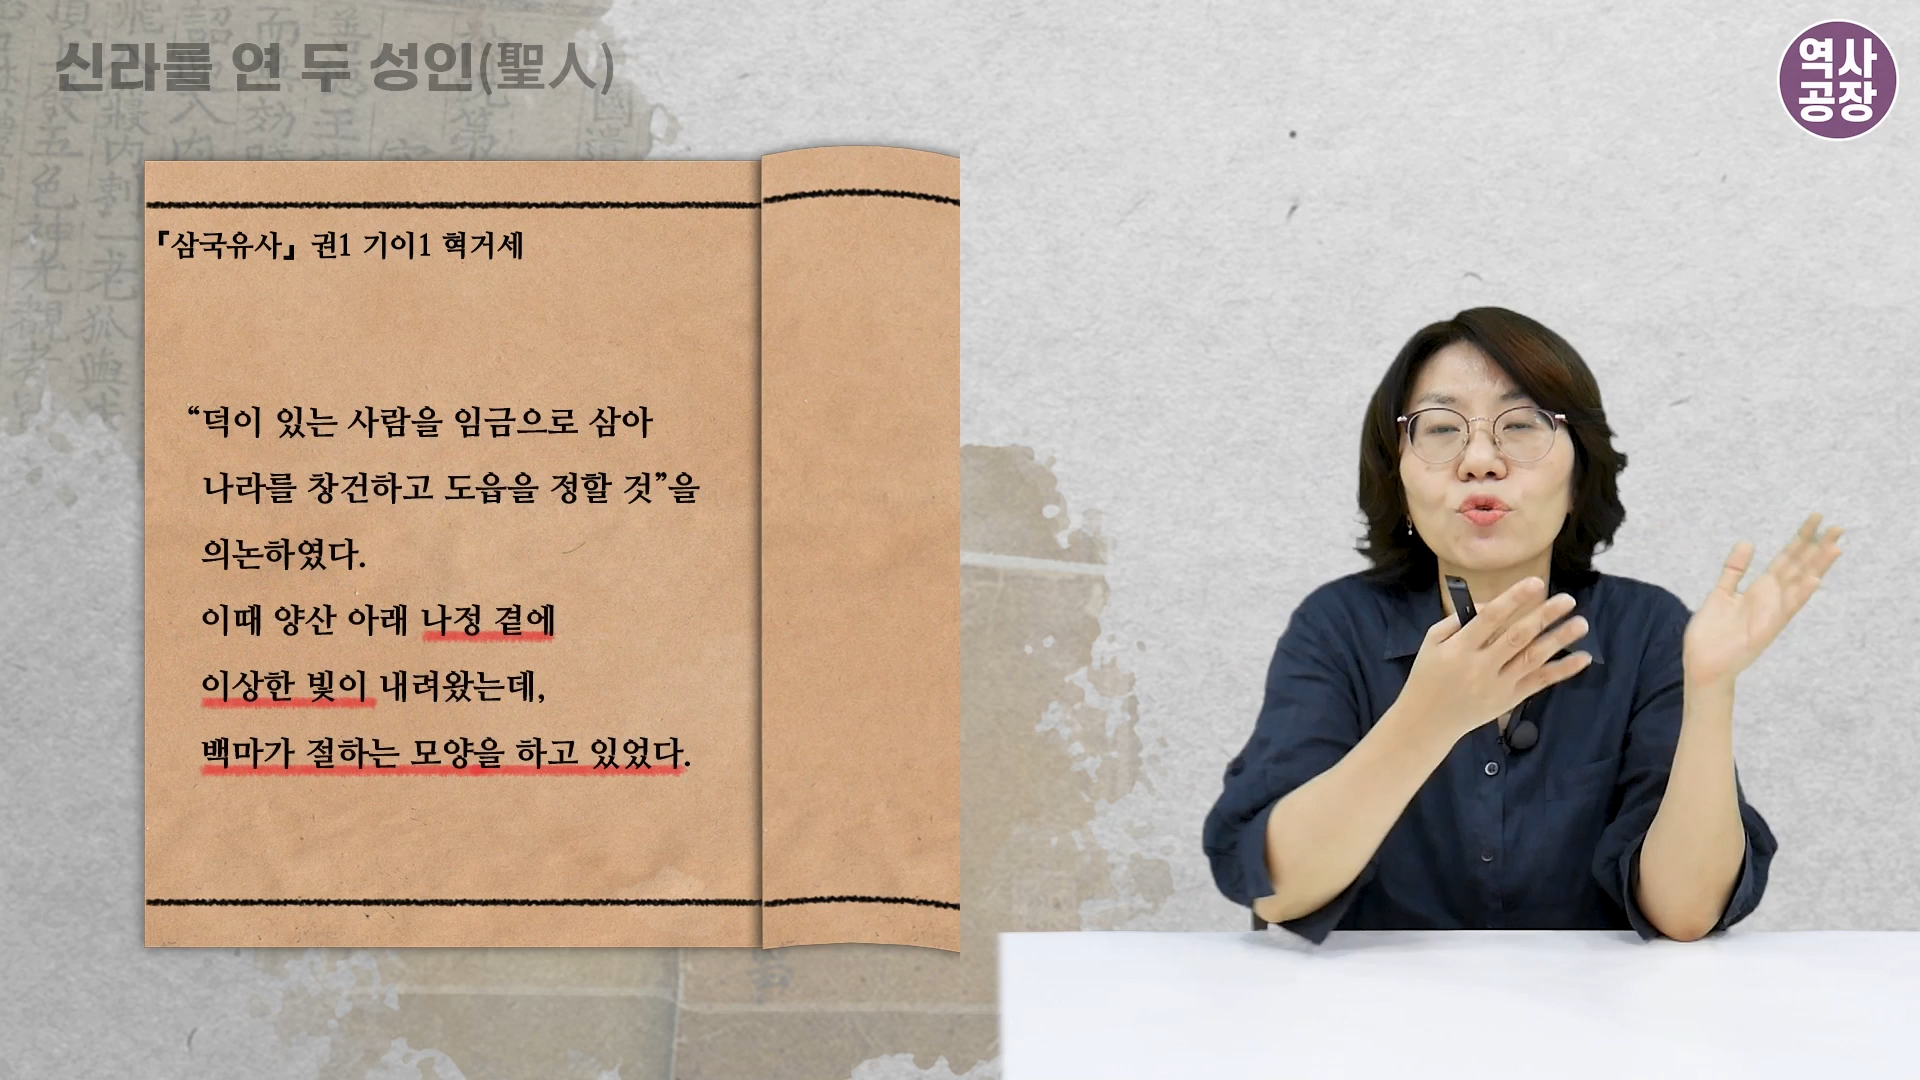 신라를 연 두 성인(聖人)
역사
공장
『삼국유사』 권1 기이1 혁거세
“덕이 있는 사람을 임금으로 삼아
나라를 창건하고 도읍을 정할 것”을
의논하였다.
이때 양산 아래 나정 곁에
이상한 빛이 내려왔는데,
백마가 절하는 모양을 하고 있었다.